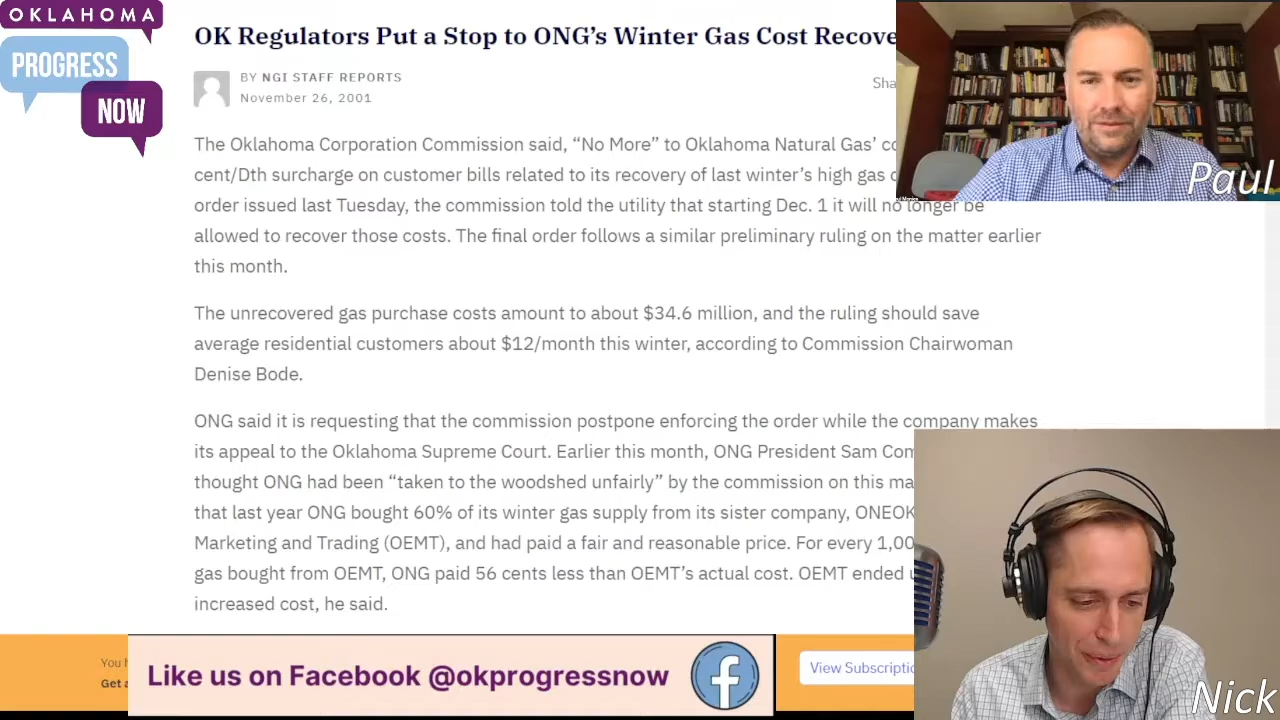 OKLAHOMA
PROGRESS
NOW
OK Regulators Put a Stop to ONG's Winter Gas Cost
BY NGI STAFF REPORTS
November 26, 2001
The Oklahoma Corporation Commission said, “No More” to Oklahoma Natural Gas’
cent/Dth surcharge on customer bills related to its recovery of last winter’s high gas
order issued last Tuesday, the commission told the utility that starting Dec. 1 it will no longer be
allowed to recover those costs. The final order follows a similar preliminary ruling on the matter earlier
this month.
The unrecovered gas purchase costs amount to about $34.6 million, and the ruling should save
average residential customers about $12/month this winter, according to Commission Chairwoman
Denise Bode.
ONG said it is requesting that the commission postpone enforcing the order while the company makes
its appeal to the Oklahoma Supreme Court. Earlier this month, ONG President Sam
thought ONG had been “taken to the woodshed unfairly” by the commission on this
that last year ONG bought 60% of its winter gas supply from its sister company, ONEOK
Marketing and Trading (OEMT), and had paid a fair and reasonable price. For every
gas bought from OEMT, ONG paid 56 cents less than OEMT’s actual cost. OEMT ended
increased cost, he said.
You
Get
Like us on Facebook @okprogressnow
View
Paul
Nick